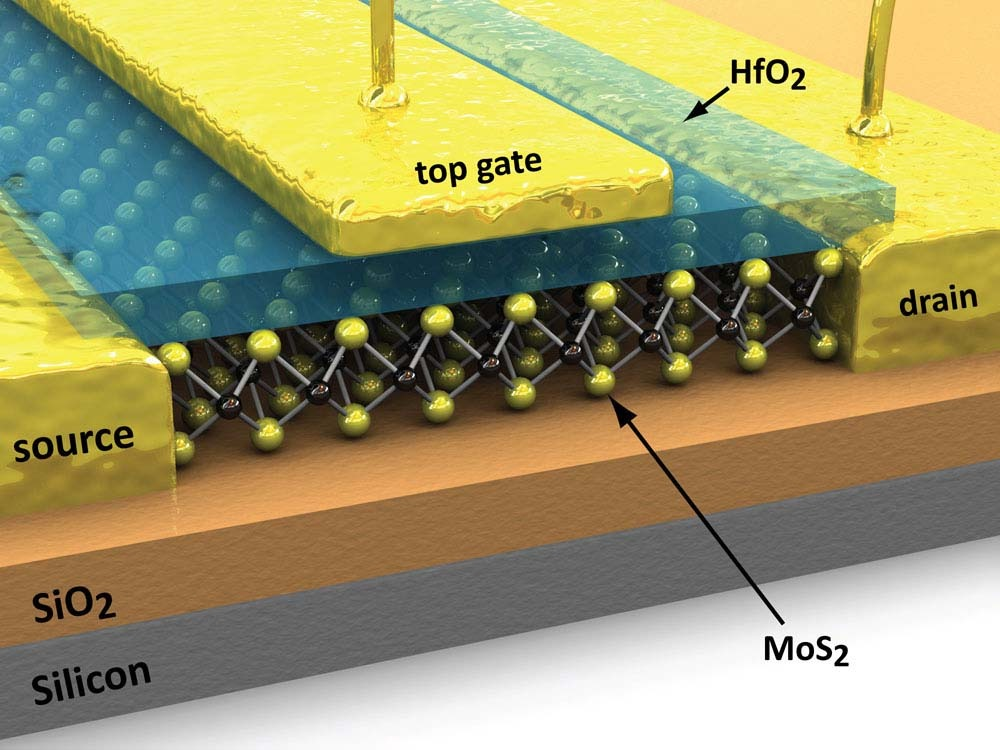 HfO₂
top gate
drain
source
SiO₂
MoS₂
Silicon